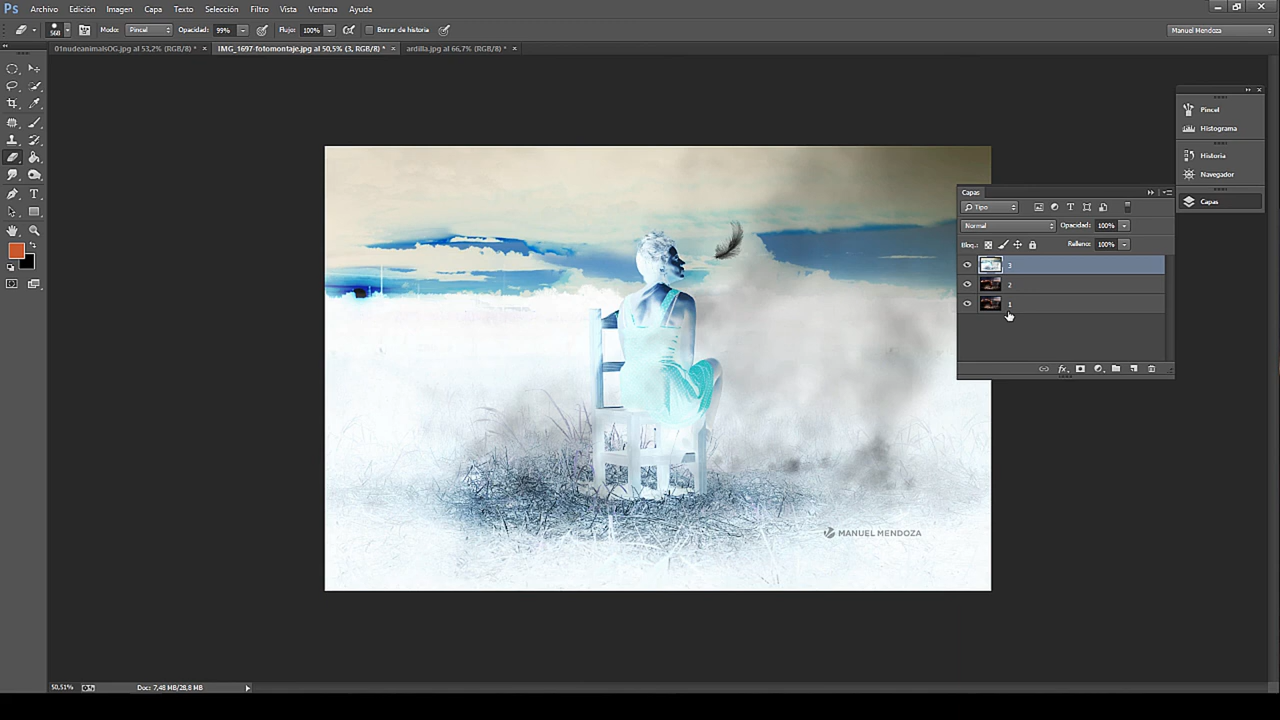 Ps Archivo Edición Imagen Capa Texto Selección Filtro Vista Ventana Ayuda
568 Modo: Pincel Opacidad: 99% Flujo: 100% Borrar de historia Manuel Mendoza
01nudeanimalsOG.jpg al 53,2% (RGB/8) * × IMG_1697-fotomontaje.jpg al 50,5% (3, RGB/8) * × ardilla.jpg al 66,7% (RGB/8) * ×
Pincel
Histograma
Historia
Navegador
Capas
Capas
Tipo
Normal Opacidad: 100%
Bloq.: Relleno: 100%
3
2
1
MANUEL MENDOZA
50,51% Doc: 7,48 MB/28,8 MB